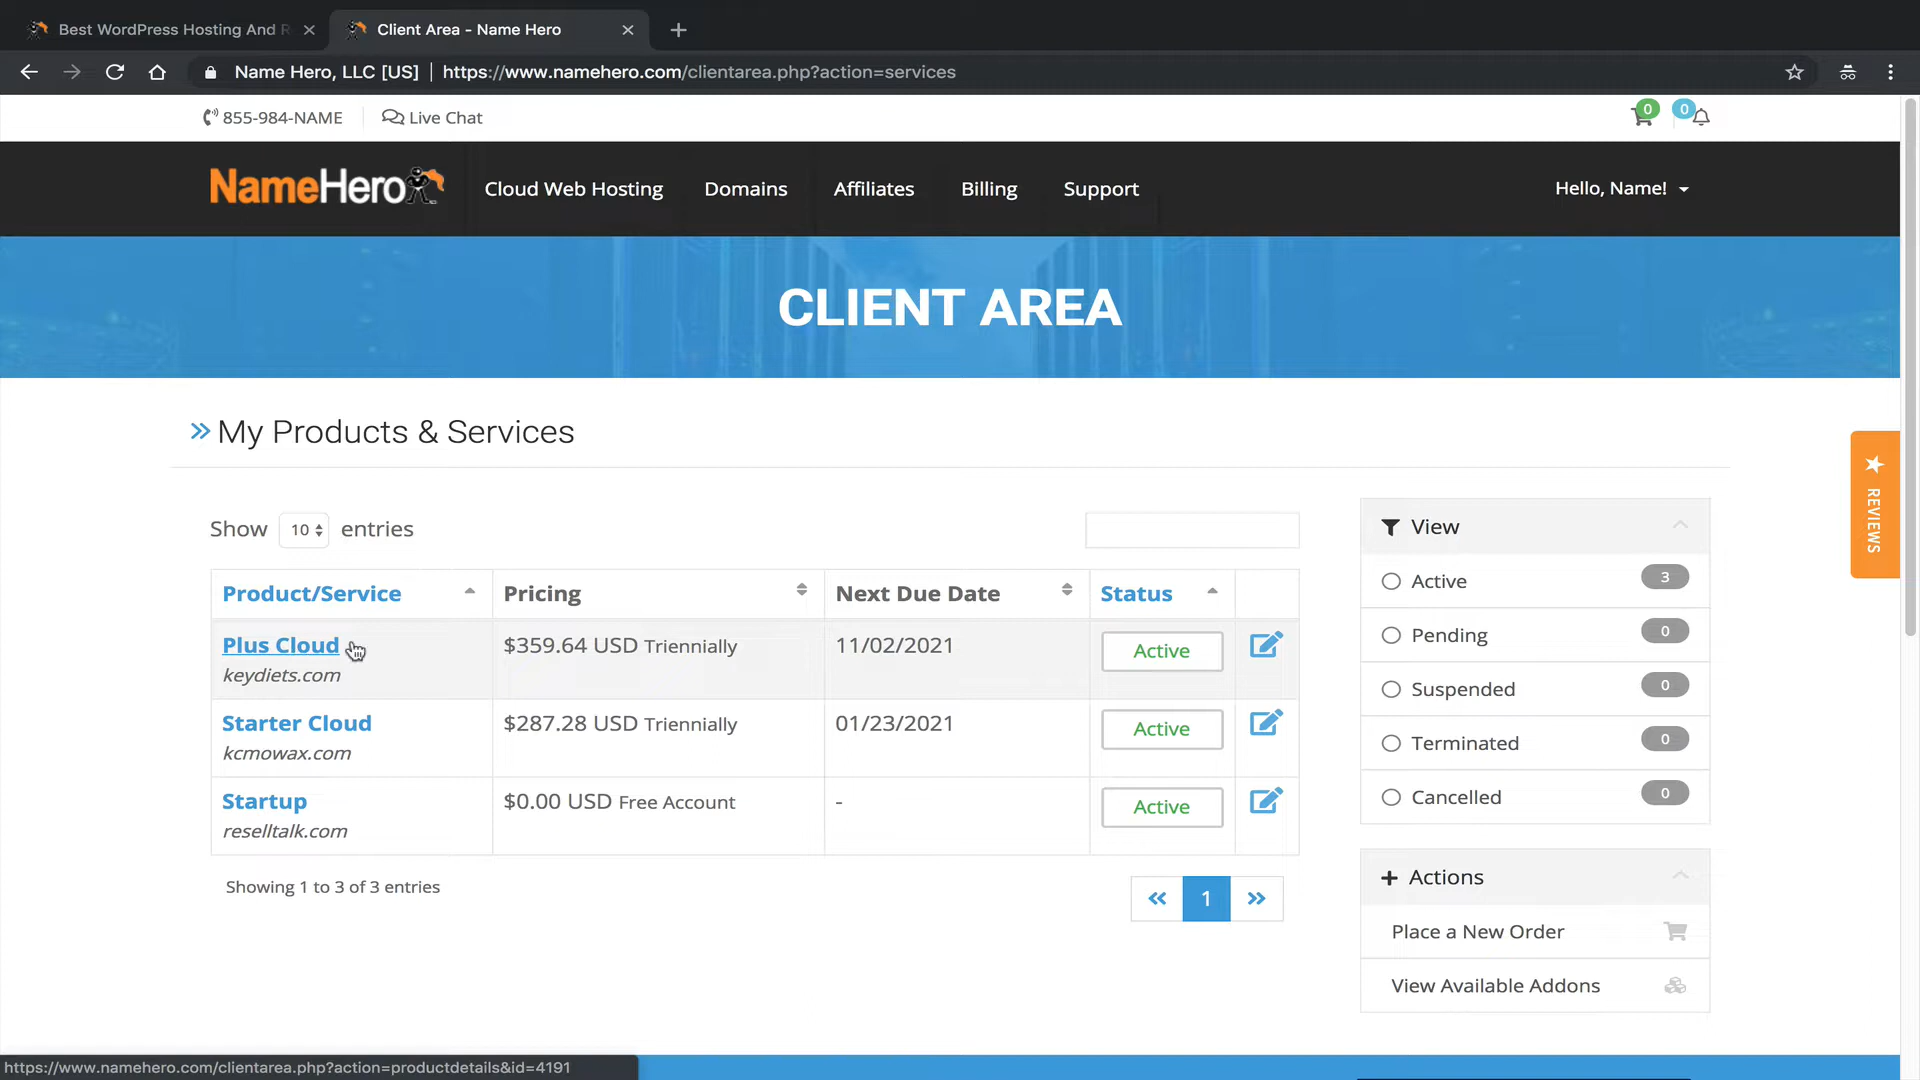 Best WordPress Hosting And R
Client Area - Name Hero
Name Hero, LLC [US] | https://www.namehero.com/clientarea.php?action=services
855-984-NAME
Live Chat
0
0
NameHero
Cloud Web Hosting
Domains
Affiliates
Billing
Support
Hello, Name!
CLIENT AREA
My Products & Services
REVIEWS
Show 10 entries
Product/Service Pricing Next Due Date Status
Plus Cloud $359.64 USD Triennially 11/02/2021 Active
keydiets.com
Starter Cloud $287.28 USD Triennially 01/23/2021 Active
kcmowax.com
Startup $0.00 USD Free Account - Active
reselltalk.com
Showing 1 to 3 of 3 entries
« 1 »
View
Active 3
Pending 0
Suspended 0
Terminated 0
Cancelled 0
Actions
Place a New Order
View Available Addons
https://www.namehero.com/clientarea.php?action=productdetails&id=4191